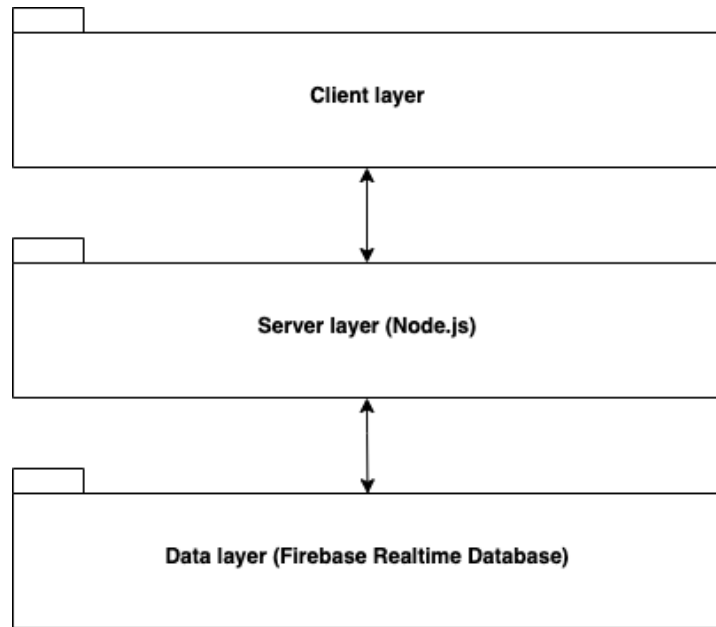 Client layer
Server layer (Node.js)
Data layer (Firebase Realtime Database)